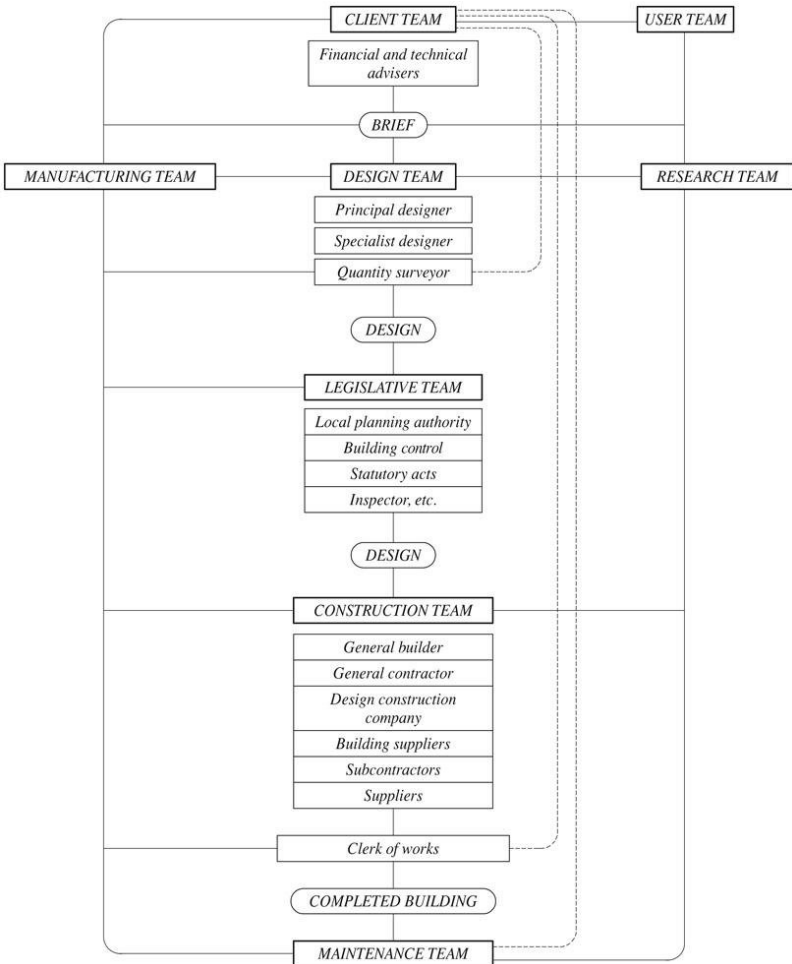 CLIENT TEAM
USER TEAM
Financial and technical
advisers
BRIEF
MANUFACTURING TEAM
DESIGN TEAM
RESEARCH TEAM
Principal designer
Specialist designer
Quantity surveyor
DESIGN
LEGISLATIVE TEAM
Local planning authority
Building control
Statutory acts
Inspector, etc.
DESIGN
CONSTRUCTION TEAM
General builder
General contractor
Design construction
company
Building suppliers
Subcontractors
Suppliers
Clerk of works
COMPLETED BUILDING
MAINTENANCE TEAM